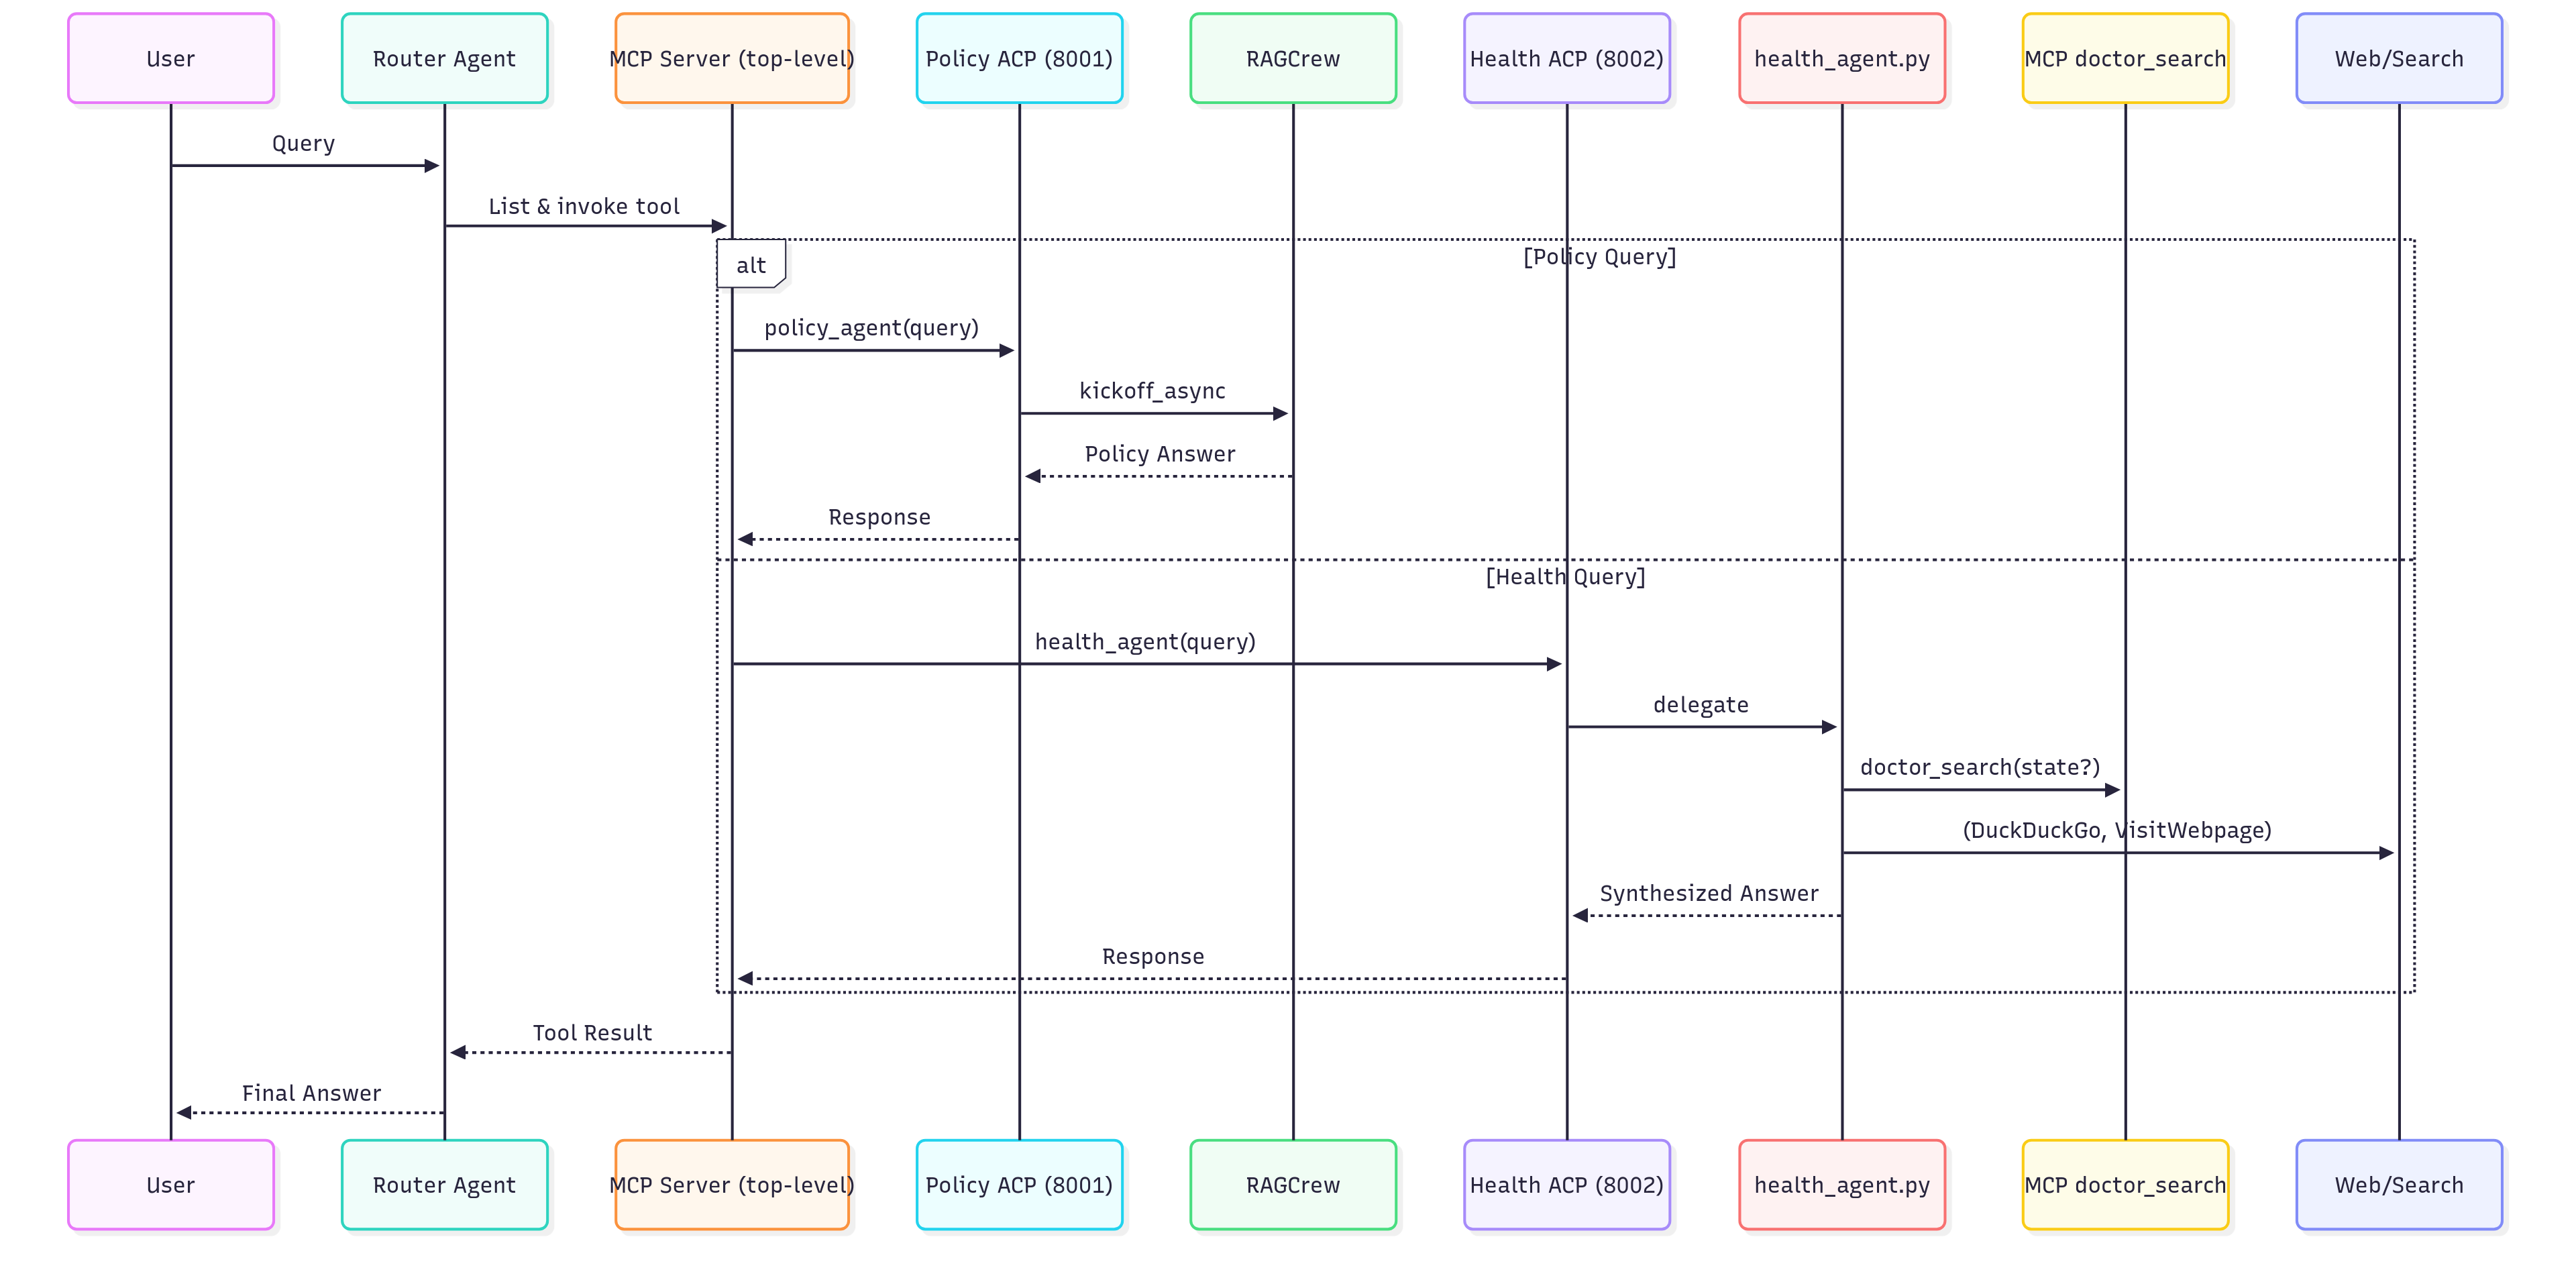 User
Router Agent
MCP Server (top-level)
Policy ACP (8001)
RAGCrew
Health ACP (8002)
health_agent.py
MCP doctor_search
Web/Search
Query
List & invoke tool
alt
[Policy Query]
policy_agent(query)
kickoff_async
Policy Answer
Response
[Health Query]
health_agent(query)
delegate
doctor_search(state?)
(DuckDuckGo, VisitWebpage)
Synthesized Answer
Response
Tool Result
Final Answer
User
Router Agent
MCP Server (top-level)
Policy ACP (8001)
RAGCrew
Health ACP (8002)
health_agent.py
MCP doctor_search
Web/Search